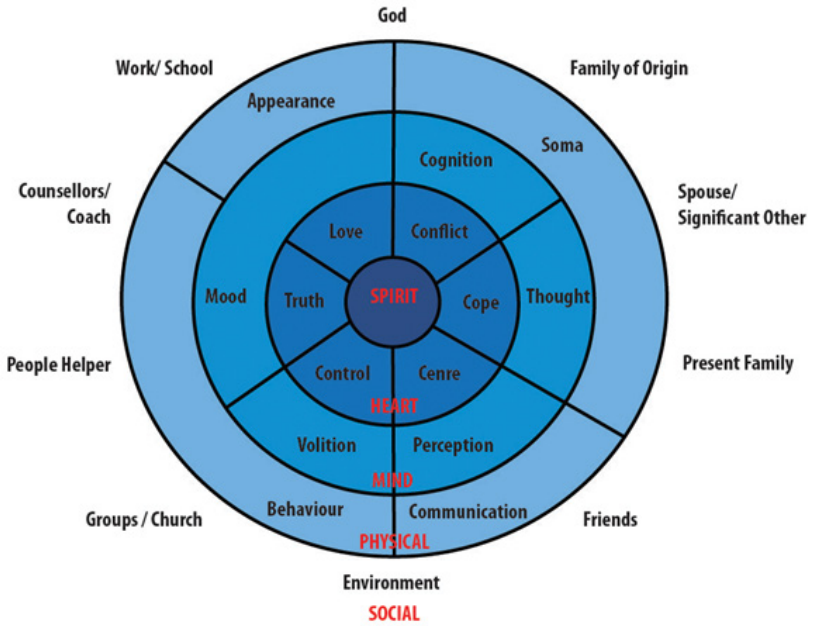 God
Work/ School
Family of Origin
Appearance
Soma
Cognition
Counsellors/
Coach
Spouse/
Significant Other
Love
Conflict
Mood
Truth
SPIRIT
Cope
Thought
People Helper
Present Family
Control
Cenre
HEART
Volition
Perception
MIND
Behaviour
Communication
Groups / Church
Friends
PHYSICAL
Environment
SOCIAL